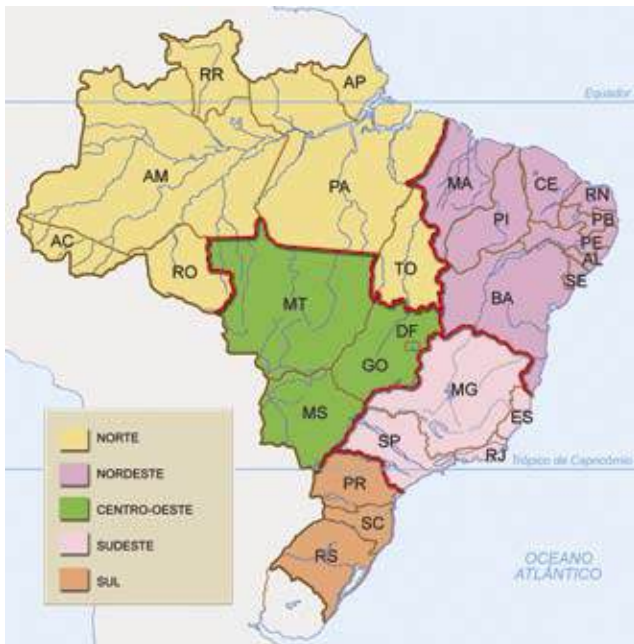 RR
AP
Equador
AM
PA
MA
CE
RN
PB
PE
AL
SE
PI
AC
RO
TO
BA
MT
DF
GO
MG
ES
MS
SP
RJ
Trópico de Capricórnio
PR
SC
RS
NORTE
NORDESTE
CENTRO-OESTE
SUDESTE
SUL
OCEANO
ATLÂNTICO